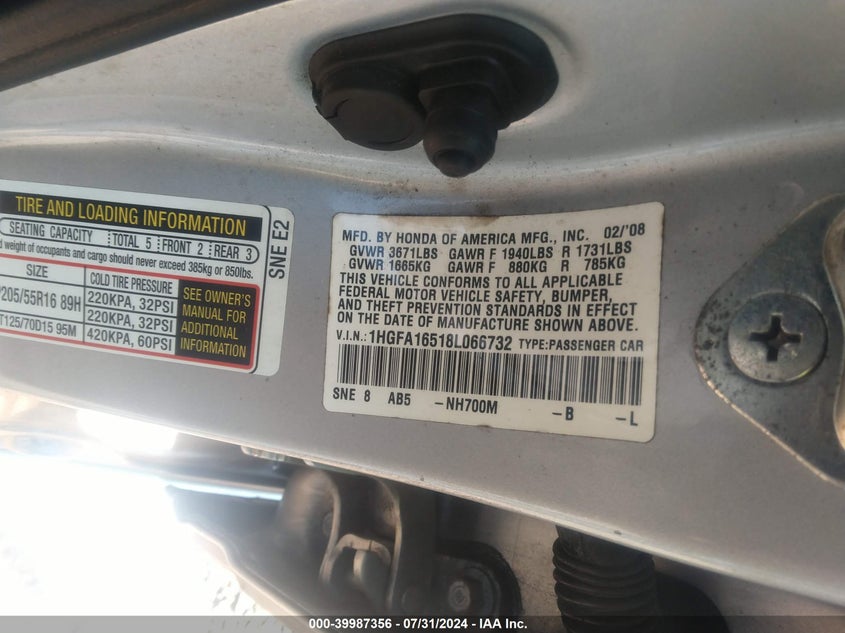 TIRE AND LOADING INFORMATION
SEATING CAPACITY TOTAL 5 FRONT 2 REAR 3
weight of occupants and cargo should never exceed 385kg or 850lbs.
SIZE COLD TIRE PRESSURE
205/55R16 89H 220KPA, 32PSI
220KPA, 32PSI
T125/70D15 95M 420KPA, 60PSI
SEE OWNER'S
MANUAL FOR
ADDITIONAL
INFORMATION
SNE E2
MFD. BY HONDA OF AMERICA MFG., INC. 02/'08
GVWR 3671LBS GAWR F 1940LBS R 1731LBS
GVWR 1665KG GAWR F 880KG R 785KG
THIS VEHICLE CONFORMS TO ALL APPLICABLE
FEDERAL MOTOR VEHICLE SAFETY, BUMPER,
AND THEFT PREVENTION STANDARDS IN EFFECT
ON THE DATE OF MANUFACTURE SHOWN ABOVE.
V.I.N.: 1HGFA16518L066732 TYPE:PASSENGER CAR
SNE 8 AB5 -NH700M -B -L
000-39987356 / 07/31/2024 - IAA Inc.